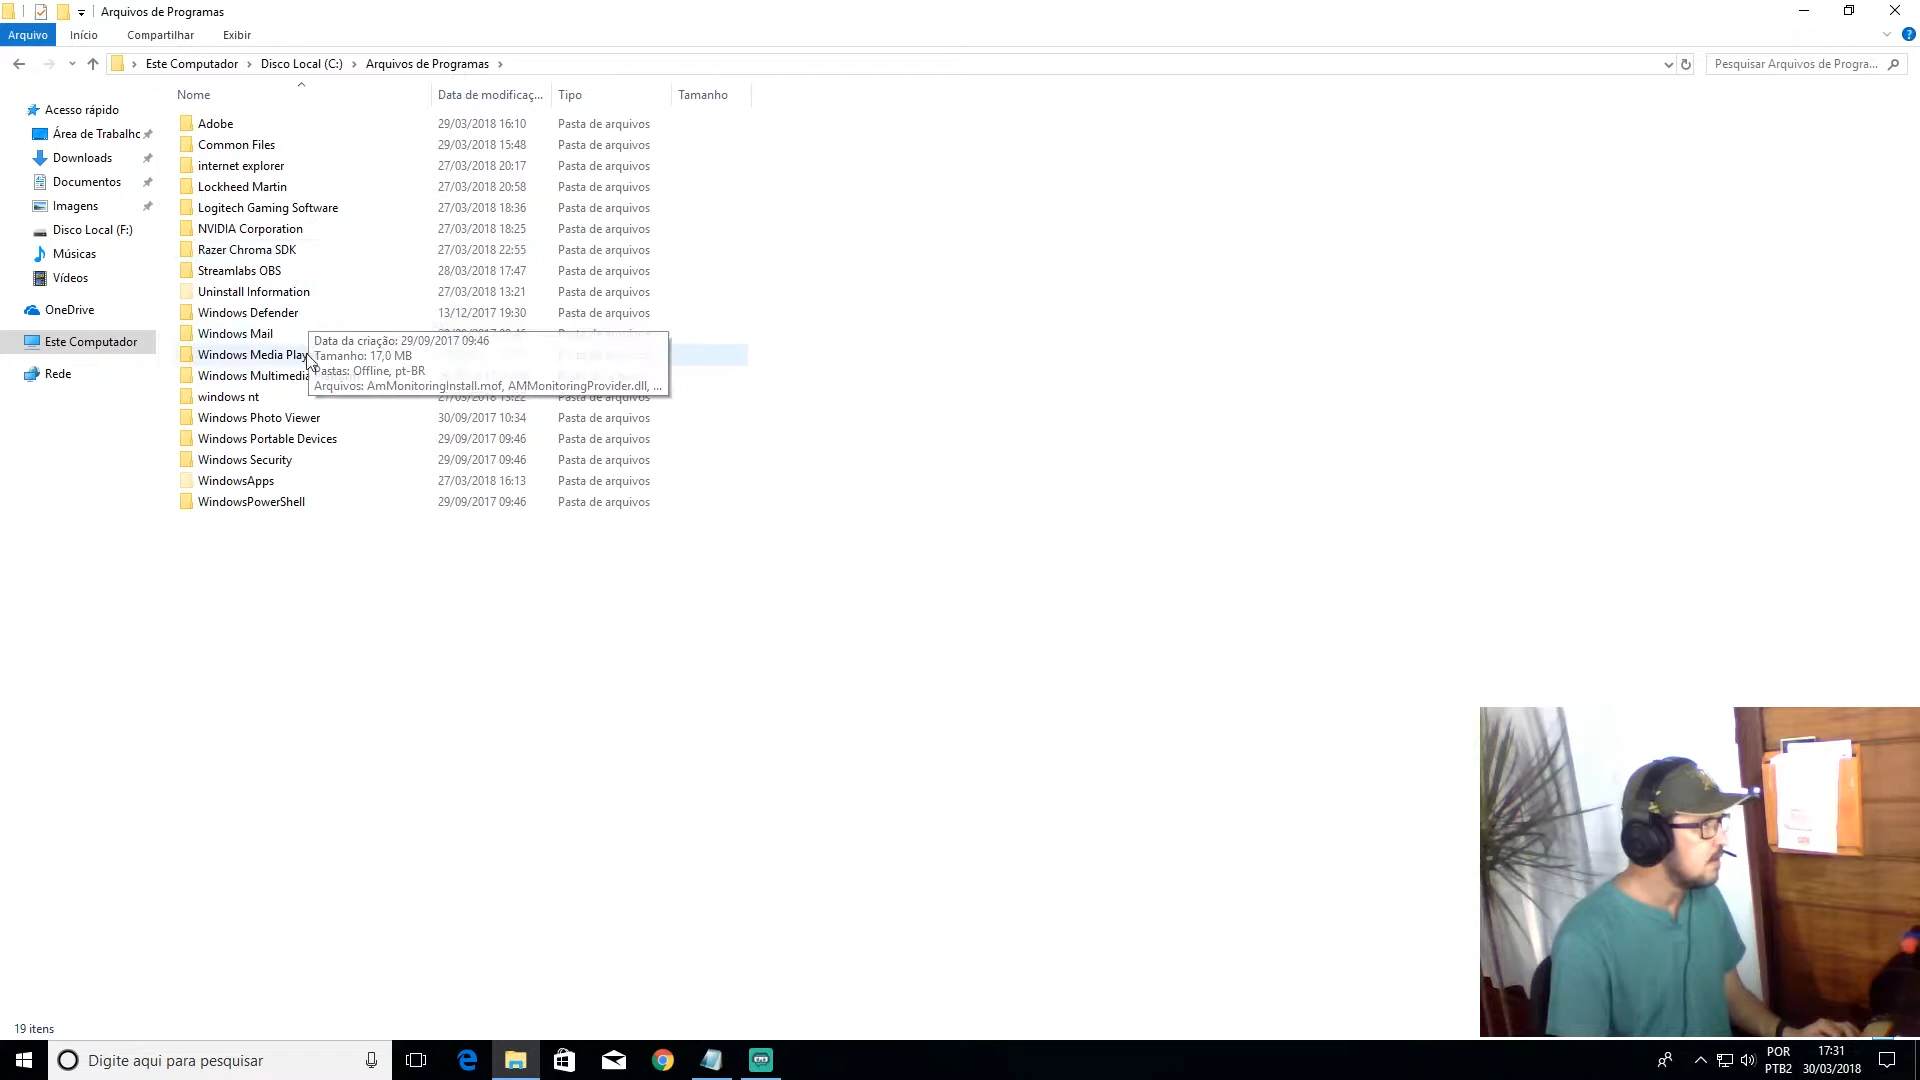 Arquivos de Programas
Arquivo Início Compartilhar Exibir
Este Computador Disco Local (C:) Arquivos de Programas
Pesquisar Arquivos de Progra...
Nome Data de modificaç... Tipo Tamanho
Acesso rápido
Área de Trabalho
Downloads
Documentos
Imagens
Disco Local (F:)
Músicas
Vídeos
OneDrive
Este Computador
Rede
Adobe 29/03/2018 16:10 Pasta de arquivos
Common Files 29/03/2018 15:48 Pasta de arquivos
internet explorer 27/03/2018 20:17 Pasta de arquivos
Lockheed Martin 27/03/2018 20:58 Pasta de arquivos
Logitech Gaming Software 27/03/2018 18:36 Pasta de arquivos
NVIDIA Corporation 27/03/2018 18:25 Pasta de arquivos
Razer Chroma SDK 27/03/2018 22:55 Pasta de arquivos
Streamlabs OBS 28/03/2018 17:47 Pasta de arquivos
Uninstall Information 27/03/2018 13:21 Pasta de arquivos
Windows Defender 13/12/2017 19:30 Pasta de arquivos
Windows Mail
Windows Media Play
Windows Multimedia
windows nt 27/03/2018 13:22 Pasta de arquivos
Windows Photo Viewer 30/09/2017 10:34 Pasta de arquivos
Windows Portable Devices 29/09/2017 09:46 Pasta de arquivos
Windows Security 29/09/2017 09:46 Pasta de arquivos
WindowsApps 27/03/2018 16:13 Pasta de arquivos
WindowsPowerShell 29/09/2017 09:46 Pasta de arquivos
Data da criação: 29/09/2017 09:46
Tamanho: 17,0 MB
Pastas: Offline, pt-BR
Arquivos: AmMonitoringInstall.mof, AMMonitoringProvider.dll, ...
19 itens
Digite aqui para pesquisar
POR
PTB2
17:31
30/03/2018